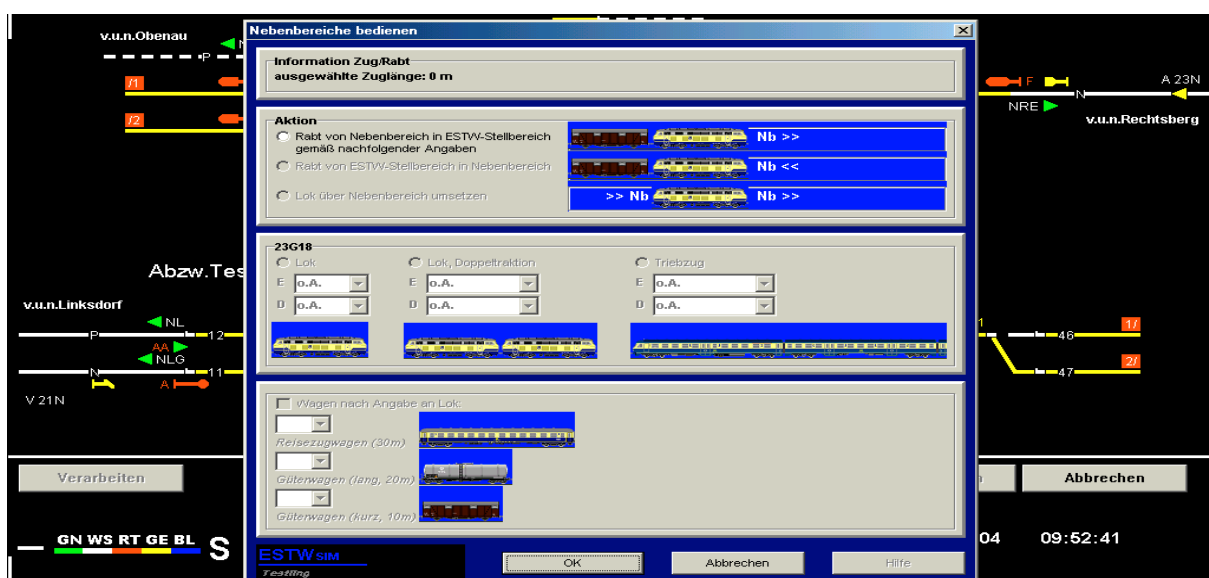 v.u.n.Obenau
P
/1
/2
Abzw.Tes
v.u.n.Linksdorf
NL
P
12
AA
NLG
N
11
A
V 21N
Verarbeiten
GN WS RT GE BL
S
Nebenbereiche bedienen
Information Zug/Rabt
ausgewählte Zuglänge: 0 m
Aktion
Rabt von Nebenbereich in ESTW-Stellbereich
gemäß nachfolgender Angaben
Nb >>
Rabt von ESTW-Stellbereich in Nebenbereich
Nb <<
Lok über Nebenbereich umsetzen
>> Nb
Nb >>
23G18
Lok
Lok, Doppeltraktion
Triebzug
E o.A.
E o.A.
E o.A.
D o.A.
D o.A.
D o.A.
Wagen nach Angabe an Lok:
Reisezugwagen (30m)
Güterwagen (lang, 20m)
Güterwagen (kurz, 10m)
ESTW SIM
Testling
OK
Abbrechen
Hilfe
F
A 23N
N
NRE
v.u.n.Rechtsberg
46
1/
47
2/
Abbrechen
04
09:52:41